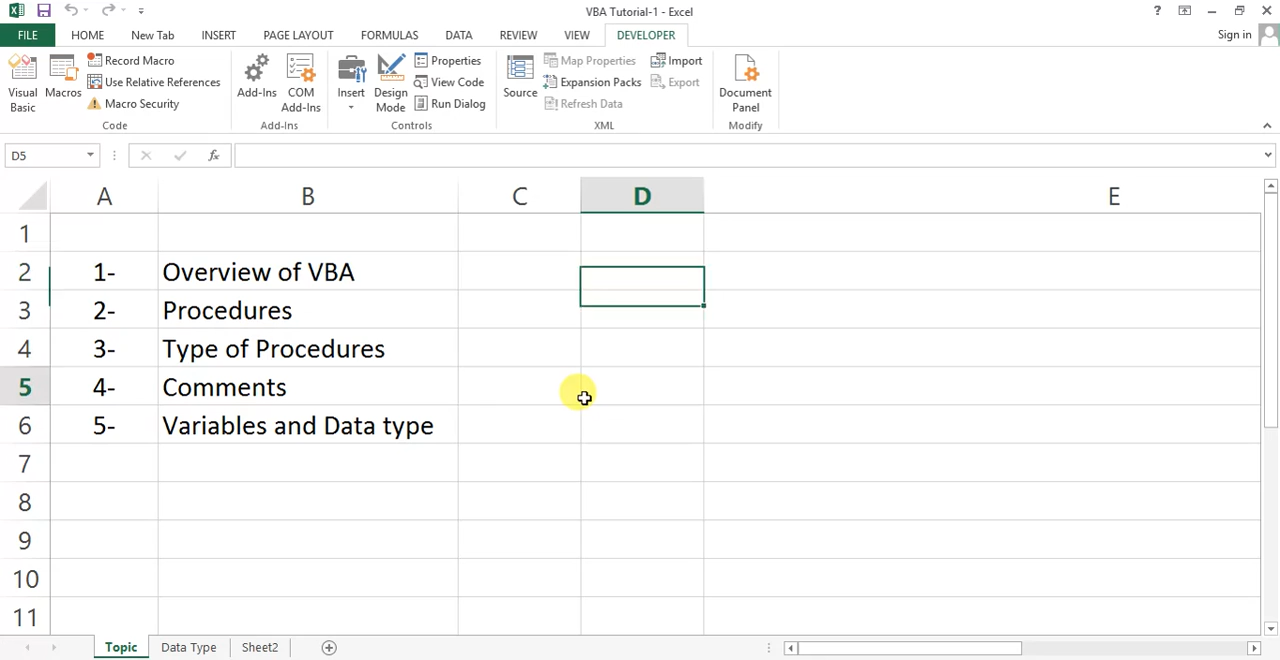 VBA Tutorial-1 - Excel
?
FILE HOME New Tab INSERT PAGE LAYOUT FORMULAS DATA REVIEW VIEW DEVELOPER Sign in
Visual Basic
Macros
Record Macro
Use Relative References
Macro Security
Code
Add-Ins
COM Add-Ins
Add-Ins
Insert
Design Mode
Properties
View Code
Run Dialog
Controls
Source
Map Properties
Expansion Packs
Refresh Data
Import
Export
XML
Document Panel
Modify
D5
fx
A B C D E
1
2 1- Overview of VBA
3 2- Procedures
4 3- Type of Procedures
5 4- Comments
6 5- Variables and Data type
7
8
9
10
11
Topic Data Type Sheet2